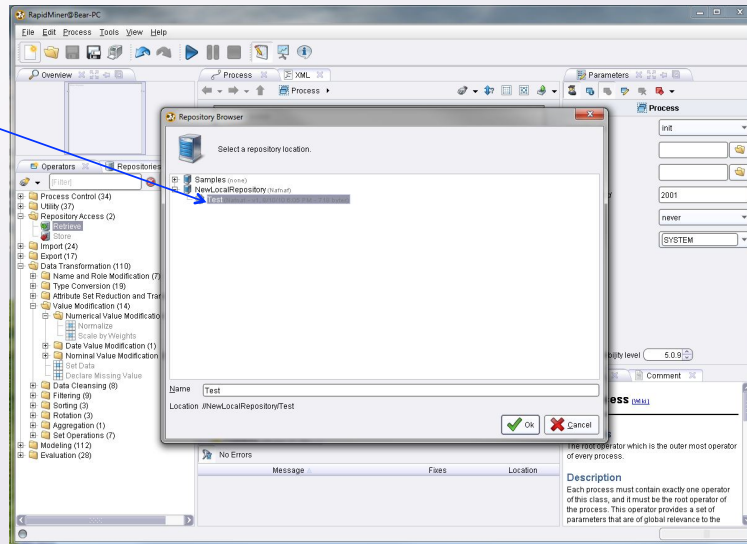 RapidMiner@Bear-PC
File Edit Process Tools View Help
Overview
Process
XML
Parameters
Process
Process
init
Repository Browser
Select a repository location.
Samples (none)
NewLocalRepository (Nafnaf)
Test
Operators
Repositories
[Filter]
Process Control (34)
Utility (37)
Repository Access (2)
Retrieve
Store
Import (24)
Export (17)
Data Transformation (110)
Name and Role Modification (7)
Type Conversion (19)
Attribute Set Reduction and Tran
Value Modification (14)
Numerical Value Modificatio
Normalize
Scale by Weights
Date Value Modification (1)
Nominal Value Modification
Set Data
Declare Missing Value
Data Cleansing (8)
Filtering (9)
Sorting (3)
Rotation (3)
Aggregation (1)
Set Operations (7)
Modeling (112)
Evaluation (28)
2001
never
SYSTEM
Name Test
Location //NewLocalRepository/Test
Ok
Cancel
bility level 5.0.9
Comment
ess [Wiki]
No Errors
Message Fixes Location
The root operator which is the outer most operator
of every process.
Description
Each process must contain exactly one operator
of this class, and it must be the root operator of
the process. This operator provides a set of
parameters that are of global relevance to the